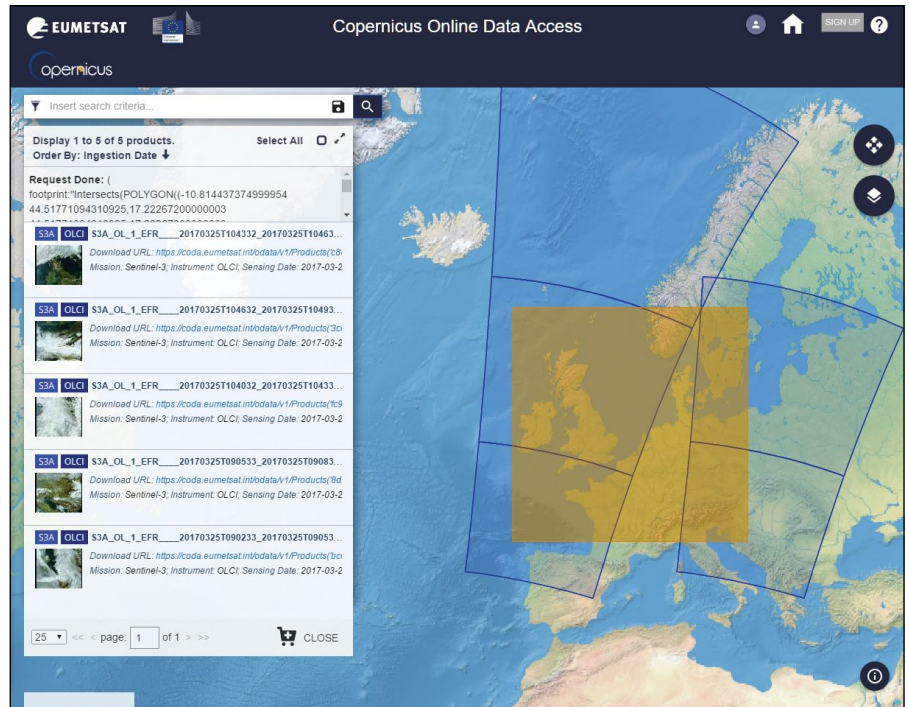 EUMETSAT
Copernicus Online Data Access
SIGN UP
?
opernicus
Insert search criteria...
Display 1 to 5 of 5 products.
Select All
Order By: Ingestion Date
Request Done: (
footprint:"Intersects(POLYGON((-10.814437374999954
44.51771094310925,17.22267200000003
S3A OLCI S3A_OL_1_EFR____20170325T104332_20170325T10463...
Download URL: https://coda.eumetsat.int/odata/v1/Products('c8
Mission: Sentinel-3; Instrument: OLCI; Sensing Date: 2017-03-2
S3A OLCI S3A_OL_1_EFR____20170325T104632_20170325T10493...
Download URL: https://coda.eumetsat.int/odata/v1/Products('3c
Mission: Sentinel-3; Instrument: OLCI; Sensing Date: 2017-03-2
S3A OLCI S3A_OL_1_EFR____20170325T104032_20170325T10433...
Download URL: https://coda.eumetsat.int/odata/v1/Products('fc9
Mission: Sentinel-3; Instrument: OLCI; Sensing Date: 2017-03-2
S3A OLCI S3A_OL_1_EFR____20170325T090533_20170325T09083...
Download URL: https://coda.eumetsat.int/odata/v1/Products('8d
Mission: Sentinel-3; Instrument: OLCI; Sensing Date: 2017-03-2
S3A OLCI S3A_OL_1_EFR____20170325T090233_20170325T09053...
Download URL: https://coda.eumetsat.int/odata/v1/Products('bc
Mission: Sentinel-3; Instrument: OLCI; Sensing Date: 2017-03-2
25 << < page: 1 of 1 > >>
CLOSE